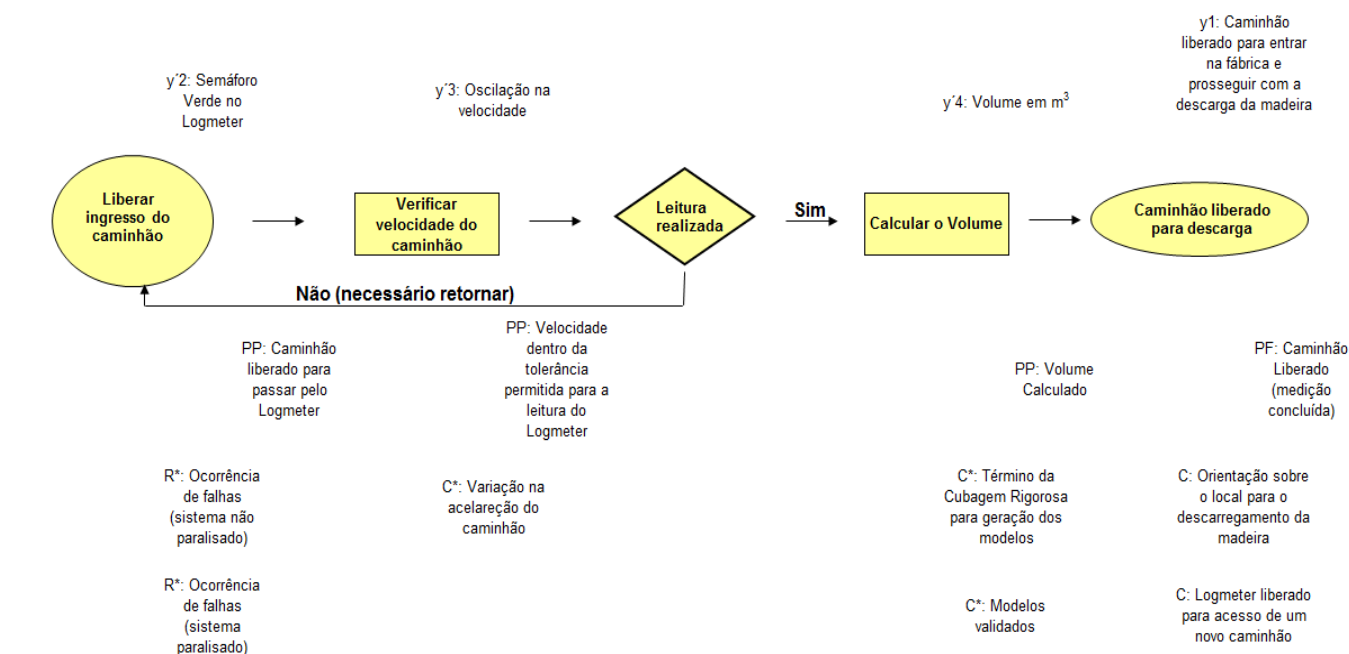 y1: Caminhão
liberado para entrar
na fábrica e
prosseguir com a
descarga da madeira
y´2: Semáforo
Verde no
Logmeter
y´3: Oscilação na
velocidade
y´4: Volume em m³
Liberar
ingresso do
caminhão
Verificar
velocidade do
caminhão
Leitura
realizada
Sim
Calcular o Volume
Caminhão liberado
para descarga
Não (necessário retornar)
PP: Caminhão
liberado para
passar pelo
Logmeter
PP: Velocidade
dentro da
tolerância
permitida para a
leitura do
Logmeter
PP: Volume
Calculado
PF: Caminhão
Liberado
(medição
concluída)
R*: Ocorrência
de falhas
(sistema não
paralisado)
C*: Variação na
acelareção do
caminhão
C*: Término da
Cubagem Rigorosa
para geração dos
modelos
C: Orientação sobre
o local para o
descarregamento da
madeira
R*: Ocorrência
de falhas
(sistema
paralisado)
C*: Modelos
validados
C: Logmeter liberado
para acesso de um
novo caminhão